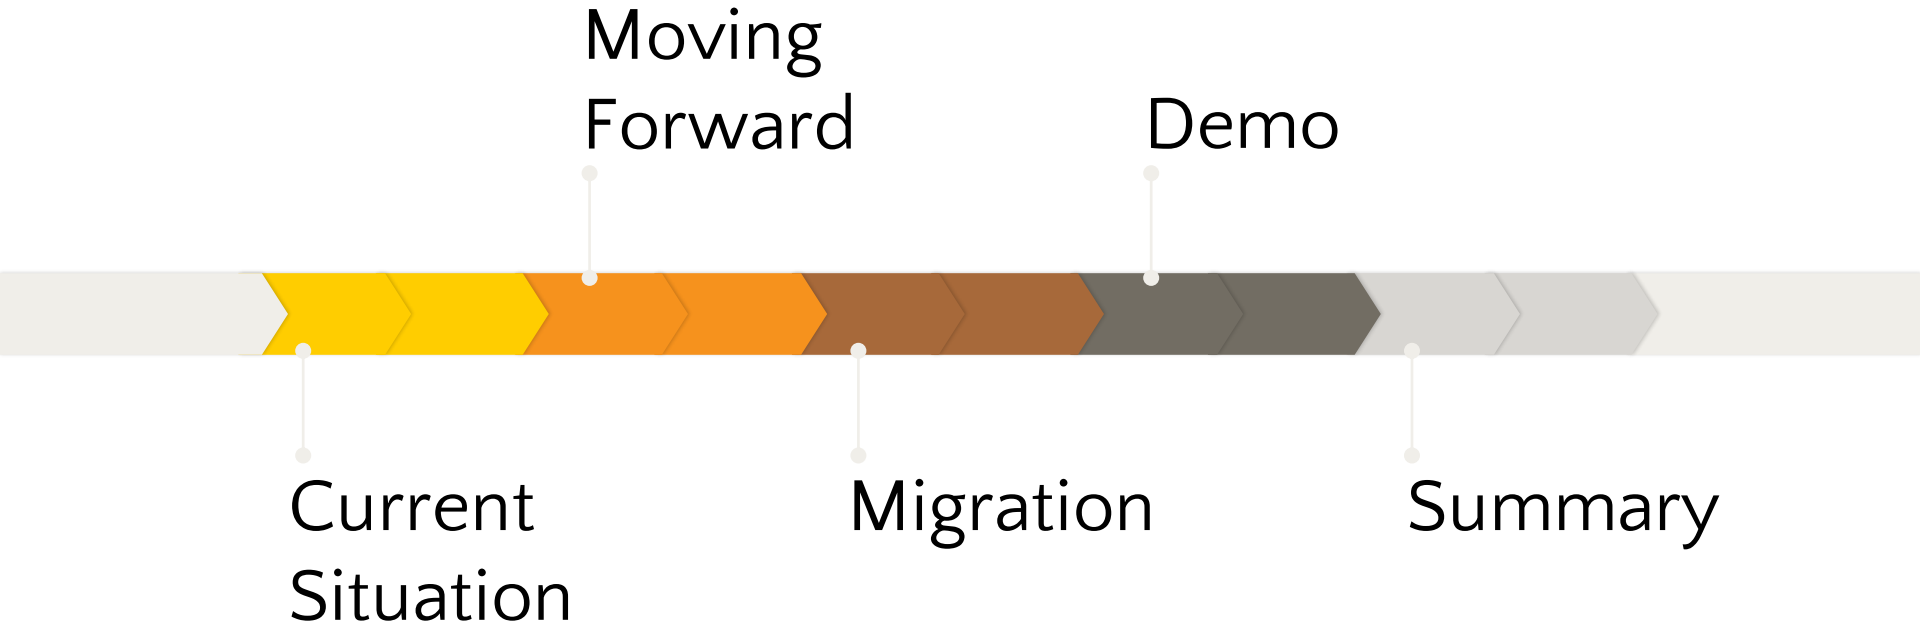 Moving
Forward
Demo
Current
Situation
Migration
Summary